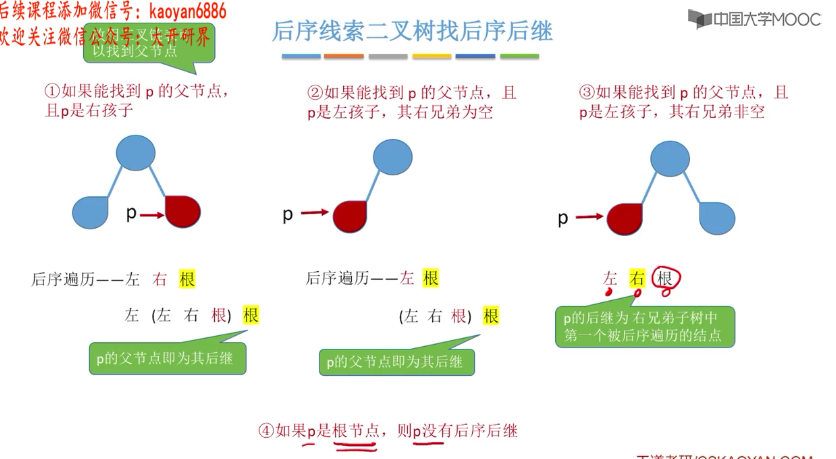 后续课程添加微信号：kaoyan6886
欢迎关注微信公众号：大开研界
以找到父节点
后序线索二叉树找后序后继
中国大学MOOC
①如果能找到 p 的父节点，
且p是右孩子
p
后序遍历——左 右 根
左 (左 右 根) 根
p的父节点即为其后继
②如果能找到 p 的父节点，且
p是左孩子，其右兄弟为空
p
后序遍历——左 根
(左 右 根) 根
p的父节点即为其后继
③如果能找到 p 的父节点，且
p是左孩子，其右兄弟非空
p
左 右 根
p的后继为 右兄弟子树中
第一个被后序遍历的结点
④如果p是根节点，则p没有后序后继